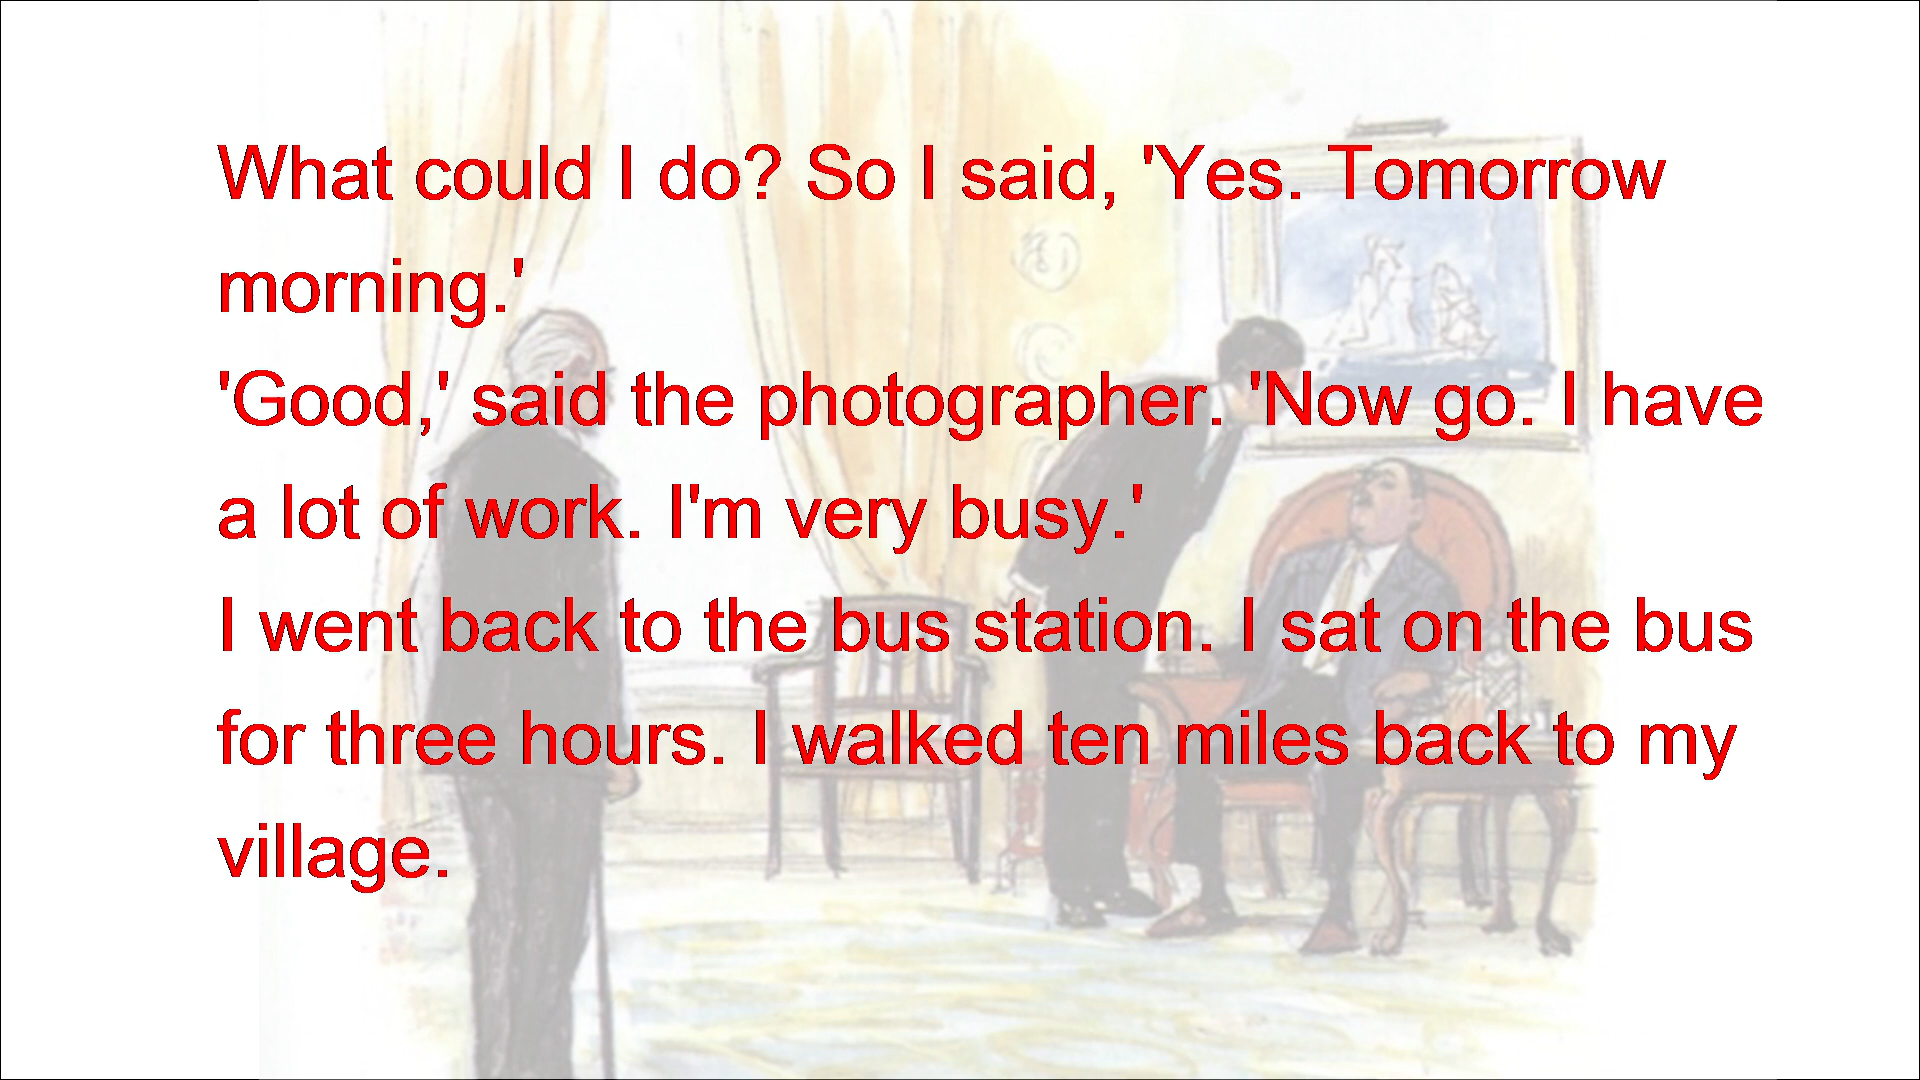 What could I do? So I said, 'Yes. Tomorrow
morning.'
'Good,' said the photographer. 'Now go. I have
a lot of work. I'm very busy.'
I went back to the bus station. I sat on the bus
for three hours. I walked ten miles back to my
village.